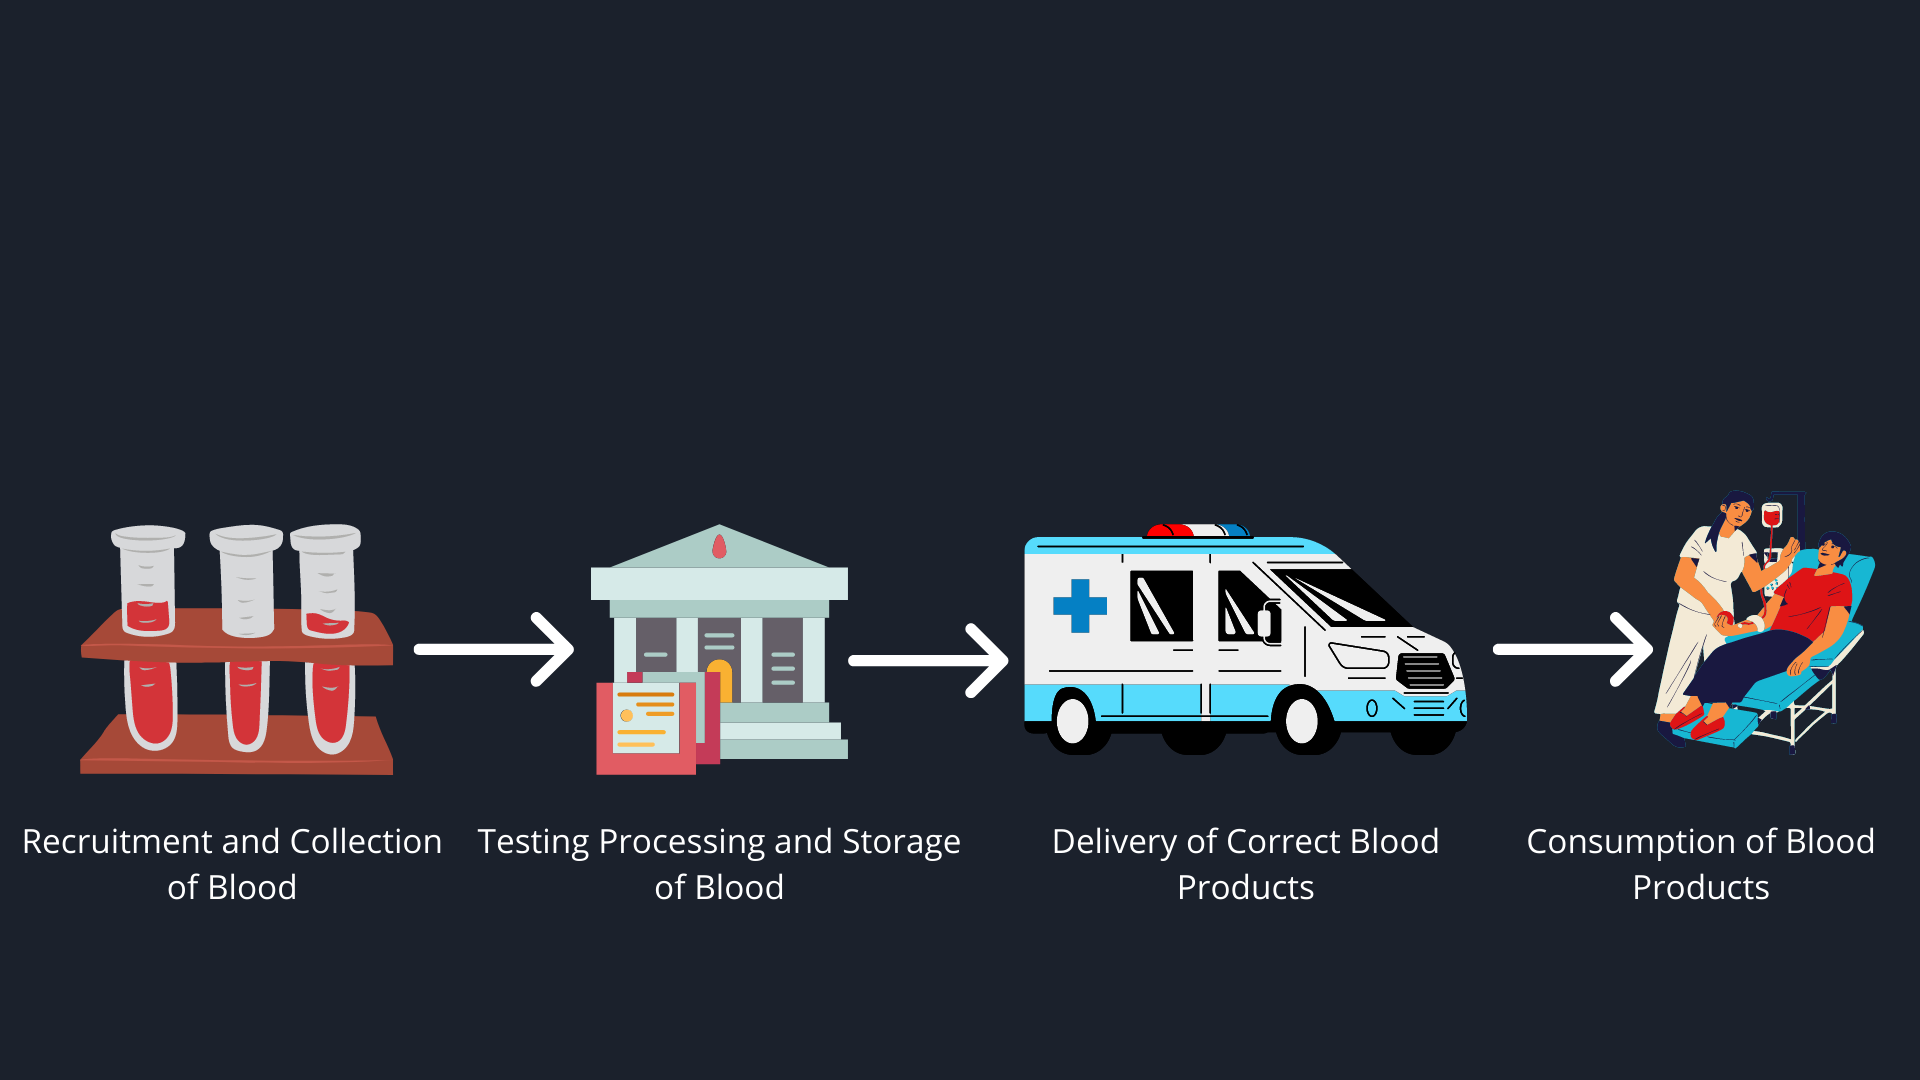 Recruitment and Collection
of Blood
Testing Processing and Storage
of Blood
Delivery of Correct Blood
Products
Consumption of Blood
Products